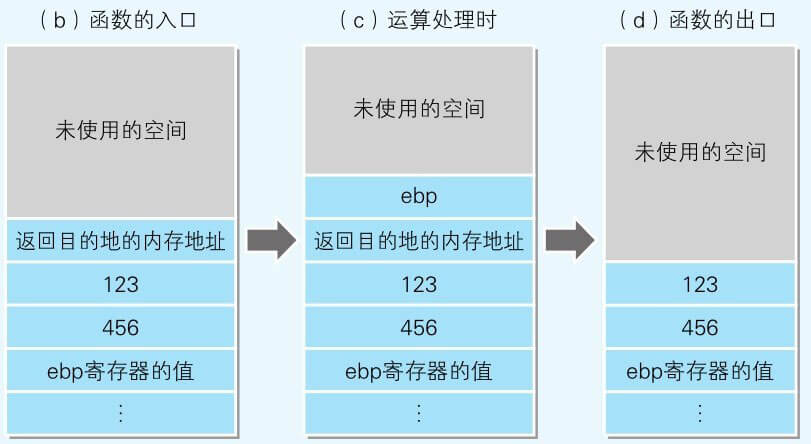 （b）函数的入口
未使用的空间
返回目的地的内存地址
123
456
ebp寄存器的值
⋮
（c）运算处理时
未使用的空间
ebp
返回目的地的内存地址
123
456
ebp寄存器的值
⋮
（d）函数的出口
未使用的空间
123
456
ebp寄存器的值
⋮